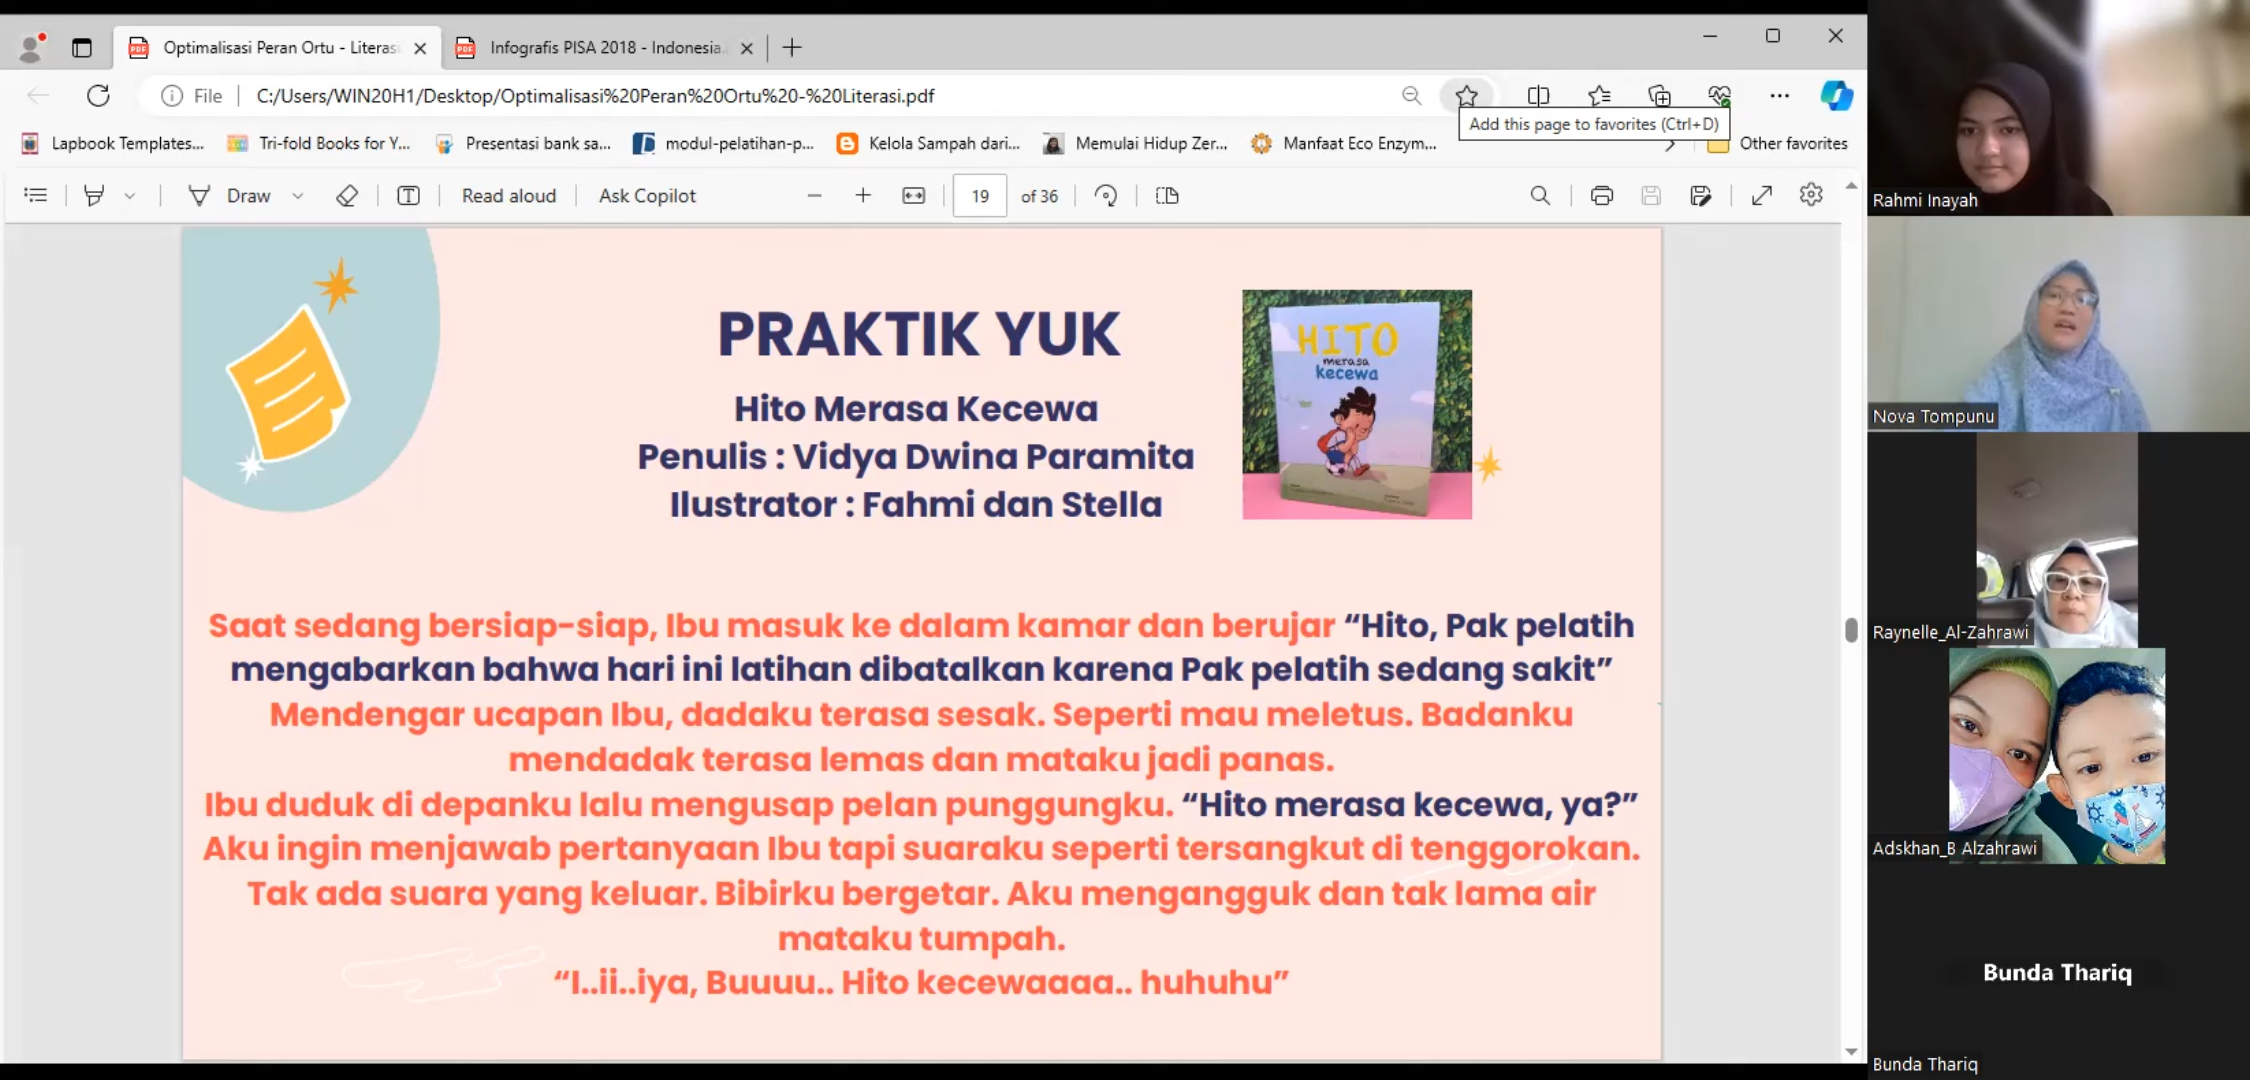 Optimalisasi Peran Ortu - Literas
Infografis PISA 2018 - Indonesia.
File
C:/Users/WIN20H1/Desktop/Optimalisasi%20Peran%20Ortu%20-%20Literasi.pdf
Add this page to favorites (Ctrl+D)
Lapbook Templates...
Tri-fold Books for Y...
Presentasi bank sa...
modul-pelatihan-p...
Kelola Sampah dari...
Memulai Hidup Zer...
Manfaat Eco Enzym...
Other favorites
Draw
Read aloud
Ask Copilot
19
of 36
PRAKTIK YUK
Hito Merasa Kecewa
Penulis : Vidya Dwina Paramita
Ilustrator : Fahmi dan Stella
HITO
merasa
kecewa
Saat sedang bersiap-siap, Ibu masuk ke dalam kamar dan berujar “Hito, Pak pelatih
mengabarkan bahwa hari ini latihan dibatalkan karena Pak pelatih sedang sakit”
Mendengar ucapan Ibu, dadaku terasa sesak. Seperti mau meletus. Badanku
mendadak terasa lemas dan mataku jadi panas.
Ibu duduk di depanku lalu mengusap pelan punggungku. “Hito merasa kecewa, ya?”
Aku ingin menjawab pertanyaan Ibu tapi suaraku seperti tersangkut di tenggorokan.
Tak ada suara yang keluar. Bibirku bergetar. Aku mengangguk dan tak lama air
mataku tumpah.
“I..ii..iya, Buuuu.. Hito kecewaaaa.. huhuhu”
Rahmi Inayah
Nova Tompunu
Raynelle_Al-Zahrawi
Adskhan_B Alzahrawi
Bunda Thariq
Bunda Thariq